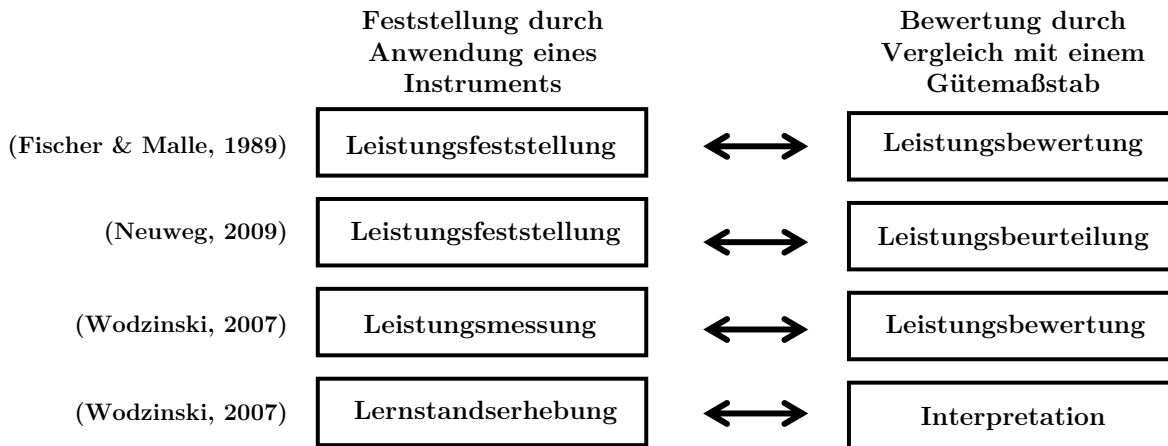 Feststellung durch
Anwendung eines
Instruments
Bewertung durch
Vergleich mit einem
Gütemaßstab
(Fischer & Malle, 1989)
Leistungsfeststellung
Leistungsbewertung
(Neuweg, 2009)
Leistungsfeststellung
Leistungsbeurteilung
(Wodzinski, 2007)
Leistungsmessung
Leistungsbewertung
(Wodzinski, 2007)
Lernstandserhebung
Interpretation